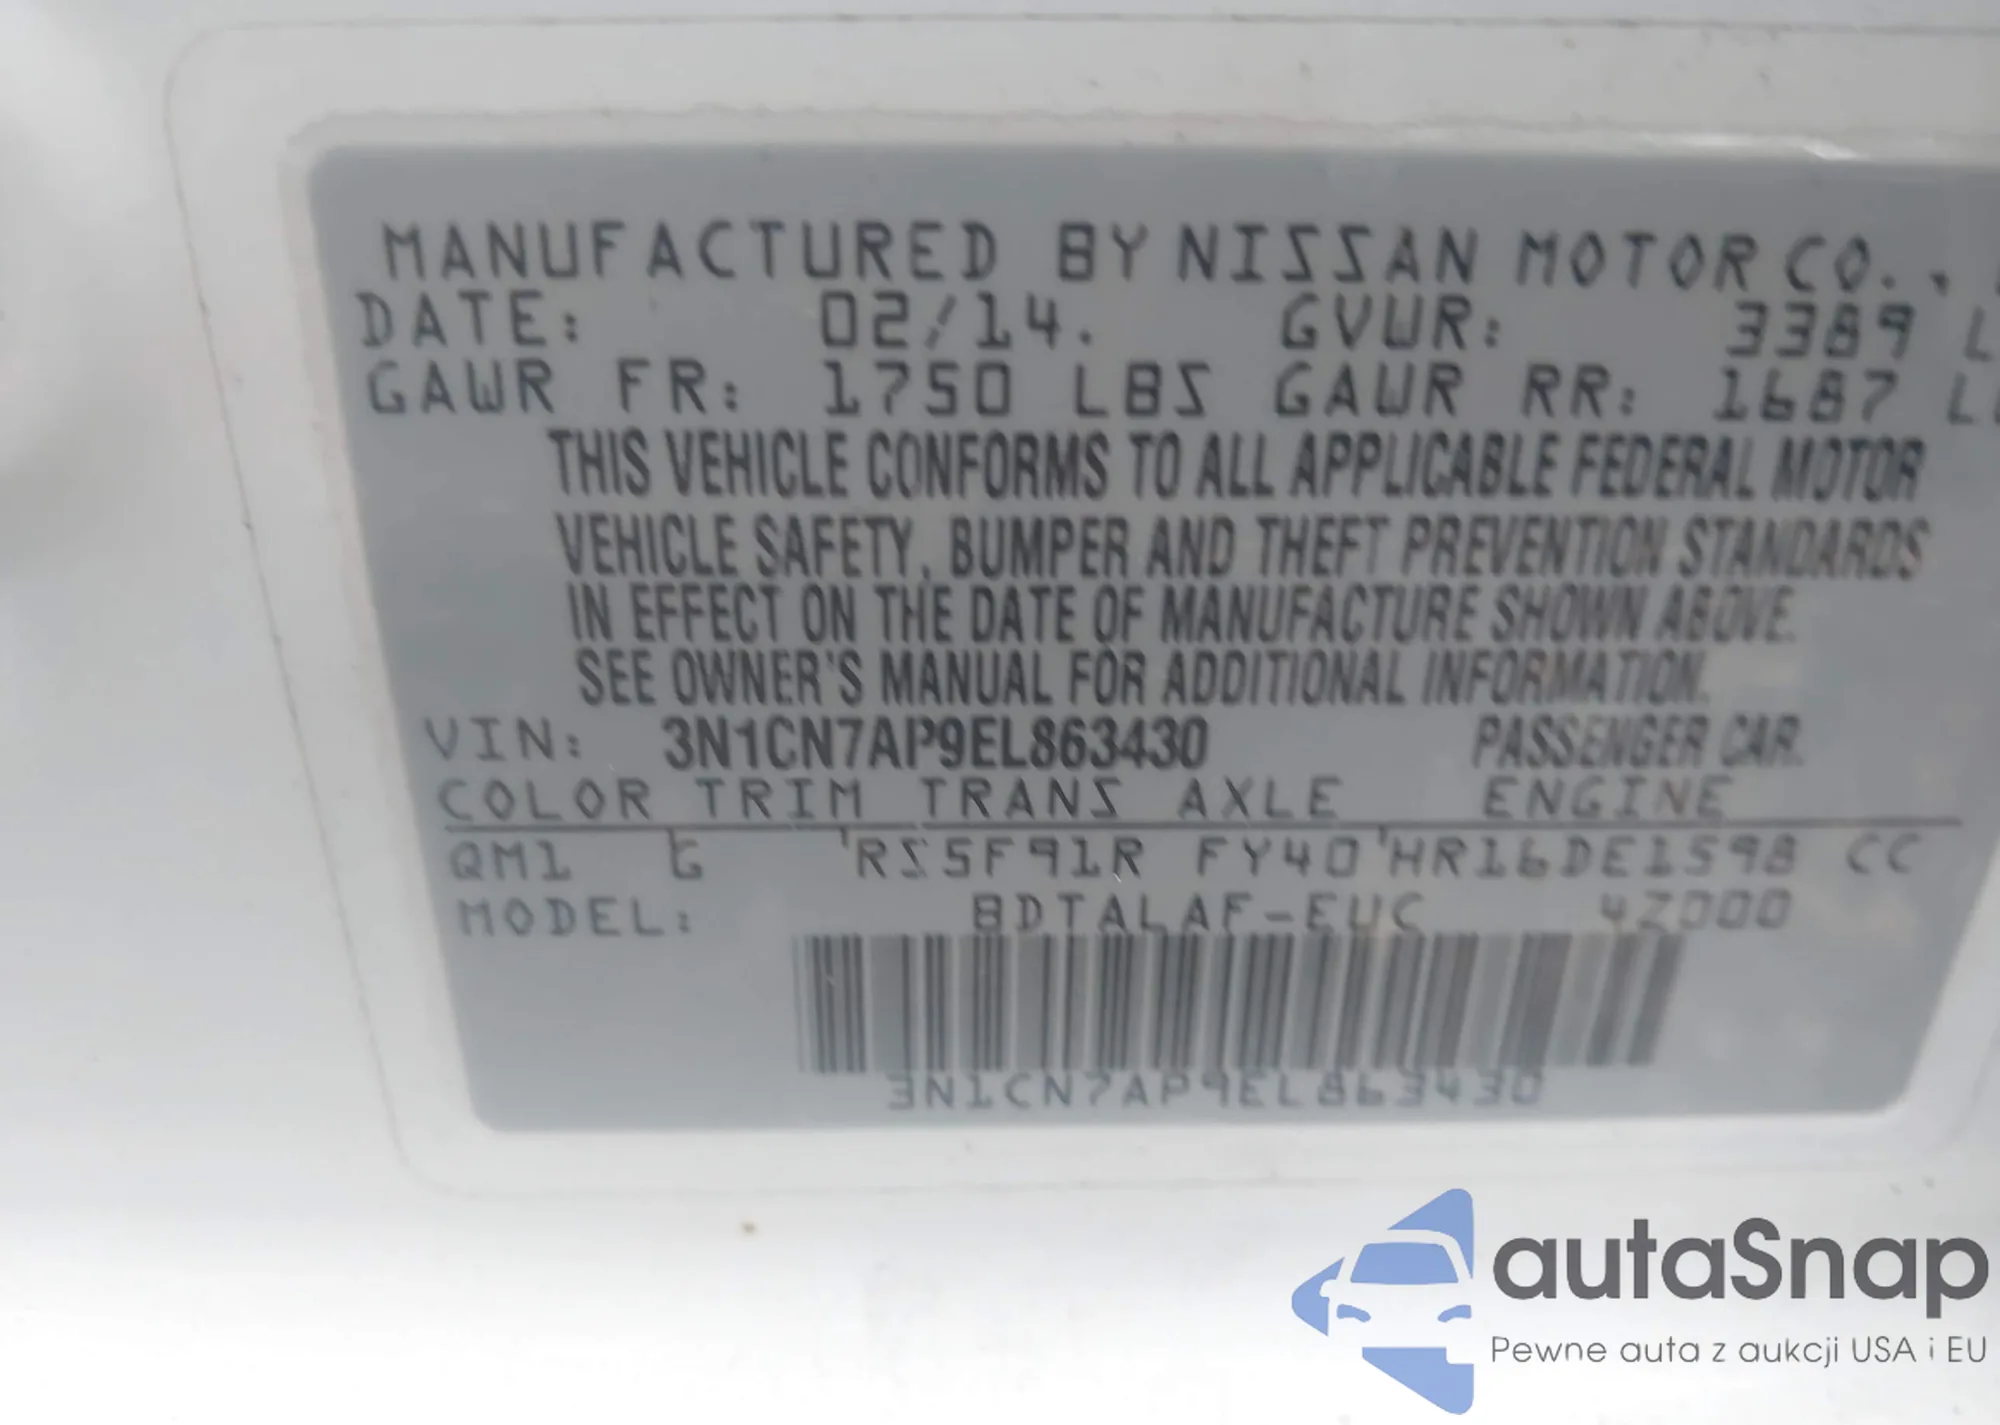 MANUFACTURED BY NISSAN MOTOR CO.,
DATE: 02/14. GVWR: 3389 L
GAWR FR: 1750 LBS GAWR RR: 1687 L
THIS VEHICLE CONFORMS TO ALL APPLICABLE FEDERAL MOTOR
VEHICLE SAFETY, BUMPER AND THEFT PREVENTION STANDARDS
IN EFFECT ON THE DATE OF MANUFACTURE SHOWN ABOVE.
SEE OWNER'S MANUAL FOR ADDITIONAL INFORMATION.
VIN: 3N1CN7AP9EL863430 PASSENGER CAR.
COLOR TRIM TRANS AXLE ENGINE
QM1 G RS5F91R FY40 HR16DE1598 CC
MODEL: BDTALAF-EUC 4Z000
3N1CN7AP9EL863430
autaSnap
Pewne auta z aukcji USA i EU